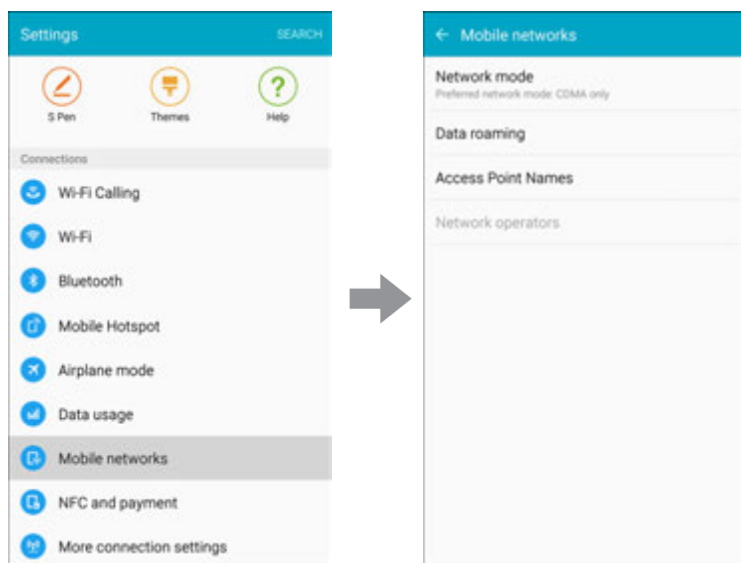 Settings
SEARCH
S Pen
Themes
Help
Connections
Wi-Fi Calling
Wi-Fi
Bluetooth
Mobile Hotspot
Airplane mode
Data usage
Mobile networks
NFC and payment
More connection settings
Mobile networks
Network mode
Preferred network mode: CDMA only
Data roaming
Access Point Names
Network operators